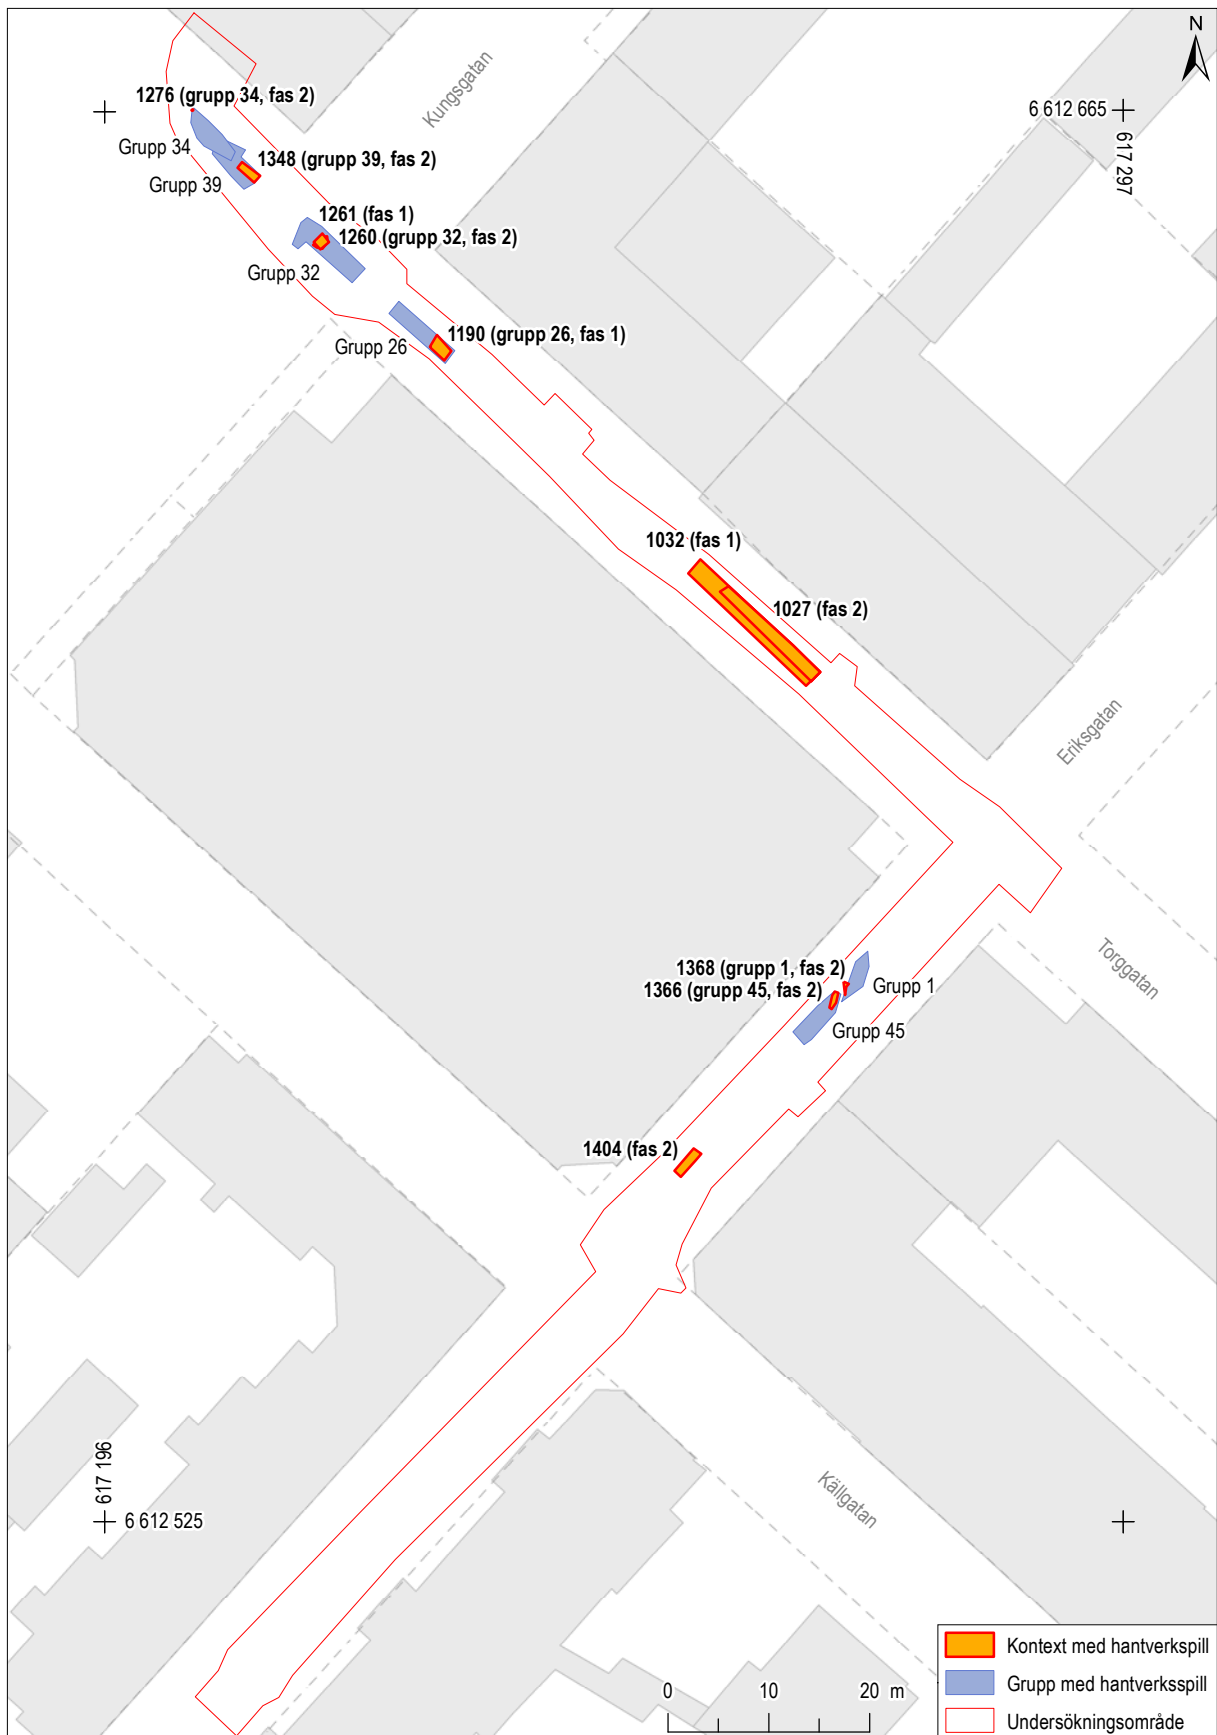 N
Kungsgatan
1276 (grupp 34, fas 2)
6 612 665
617 297
Grupp 34
1348 (grupp 39, fas 2)
Grupp 39
1261 (fas 1)
1260 (grupp 32, fas 2)
Grupp 32
1190 (grupp 26, fas 1)
Grupp 26
1032 (fas 1)
1027 (fas 2)
Eriksgatan
Torggatan
1368 (grupp 1, fas 2)
1366 (grupp 45, fas 2)
Grupp 1
Grupp 45
1404 (fas 2)
Källgatan
617 196
6 612 525
0 10 20 m
Kontext med hantverkspill
Grupp med hantverksspill
Undersökningsområde